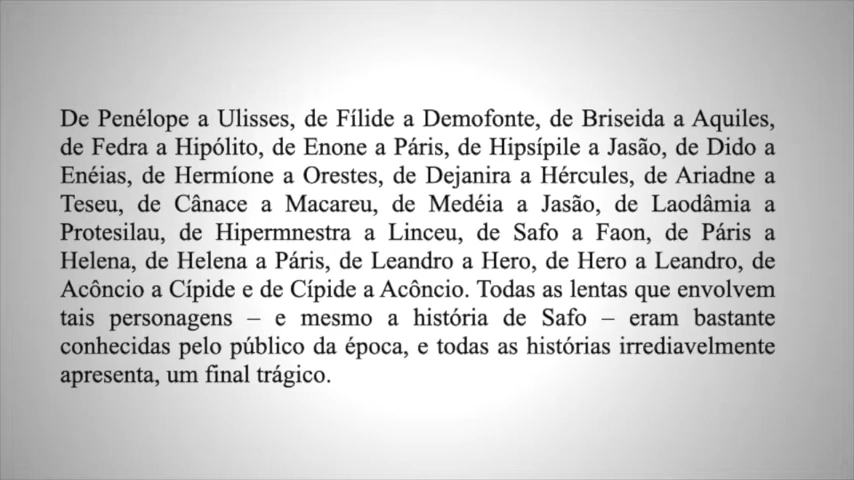 De Penélope a Ulisses, de Fílide a Demofonte, de Briseida a Aquiles,
de Fedra a Hipólito, de Enone a Páris, de Hipsípile a Jasão, de Dido a
Enéias, de Hermíone a Orestes, de Dejanira a Hércules, de Ariadne a
Teseu, de Cânace a Macareu, de Medéia a Jasão, de Laodâmia a
Protesilau, de Hipermnestra a Linceu, de Safo a Faon, de Páris a
Helena, de Helena a Páris, de Leandro a Hero, de Hero a Leandro, de
Acôncio a Cípide e de Cípide a Acôncio. Todas as lentas que envolvem
tais personagens – e mesmo a história de Safo – eram bastante
conhecidas pelo público da época, e todas as histórias irrediavelmente
apresenta, um final trágico.